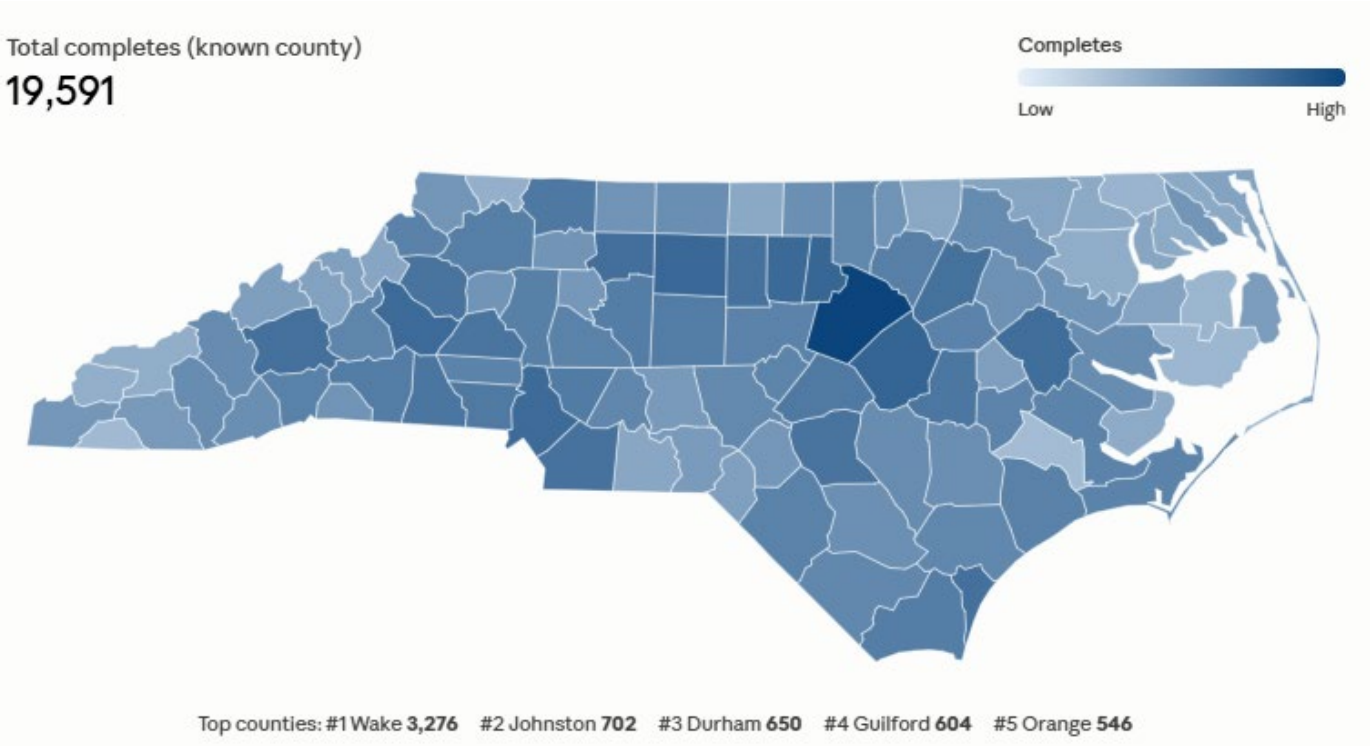 Total completes (known county)
19,591
Completes
Low High
Top counties: #1 Wake 3,276 #2 Johnston 702 #3 Durham 650 #4 Guilford 604 #5 Orange 546